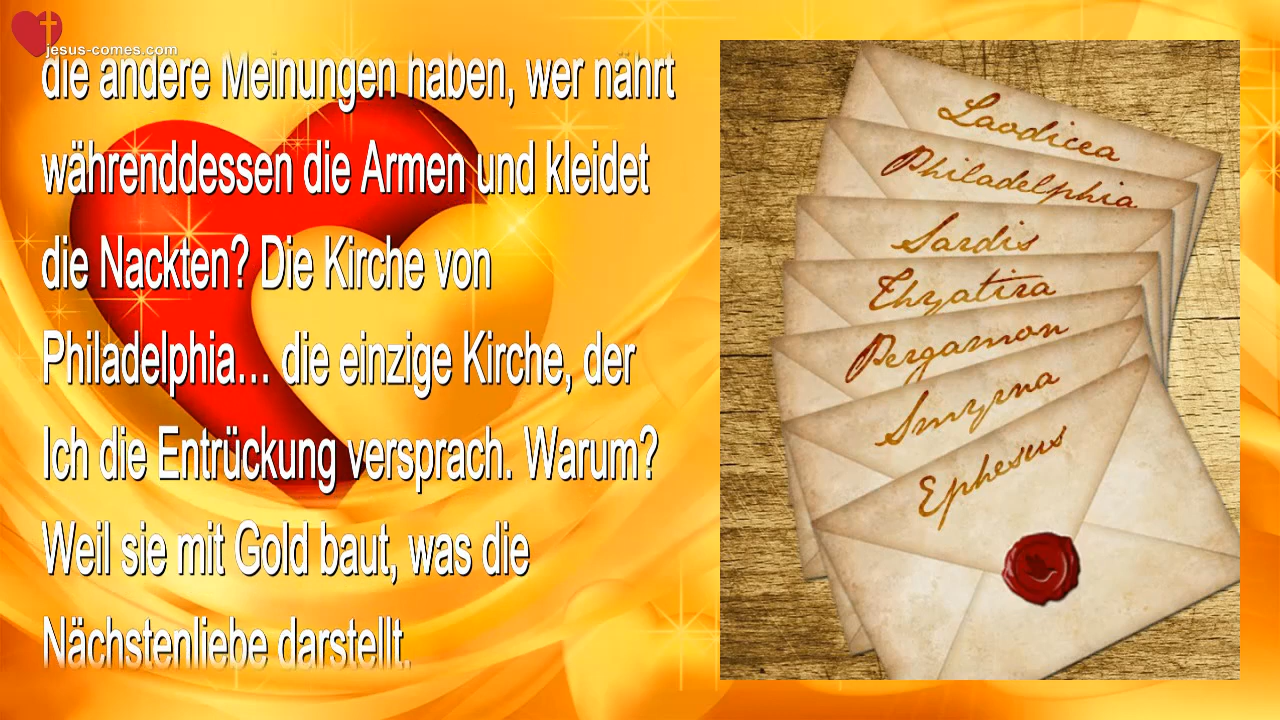 jesus-comes.com
die andere Meinungen haben, wer nährt
währenddessen die Armen und kleidet
die Nackten? Die Kirche von
Philadelphia... die einzige Kirche, der
Ich die Entrückung versprach. Warum?
Weil sie mit Gold baut, was die
Nächstenliebe darstellt.
Laodicea
Philadelphia
Sardis
Thyatira
Pergamon
Smyrna
Ephesus